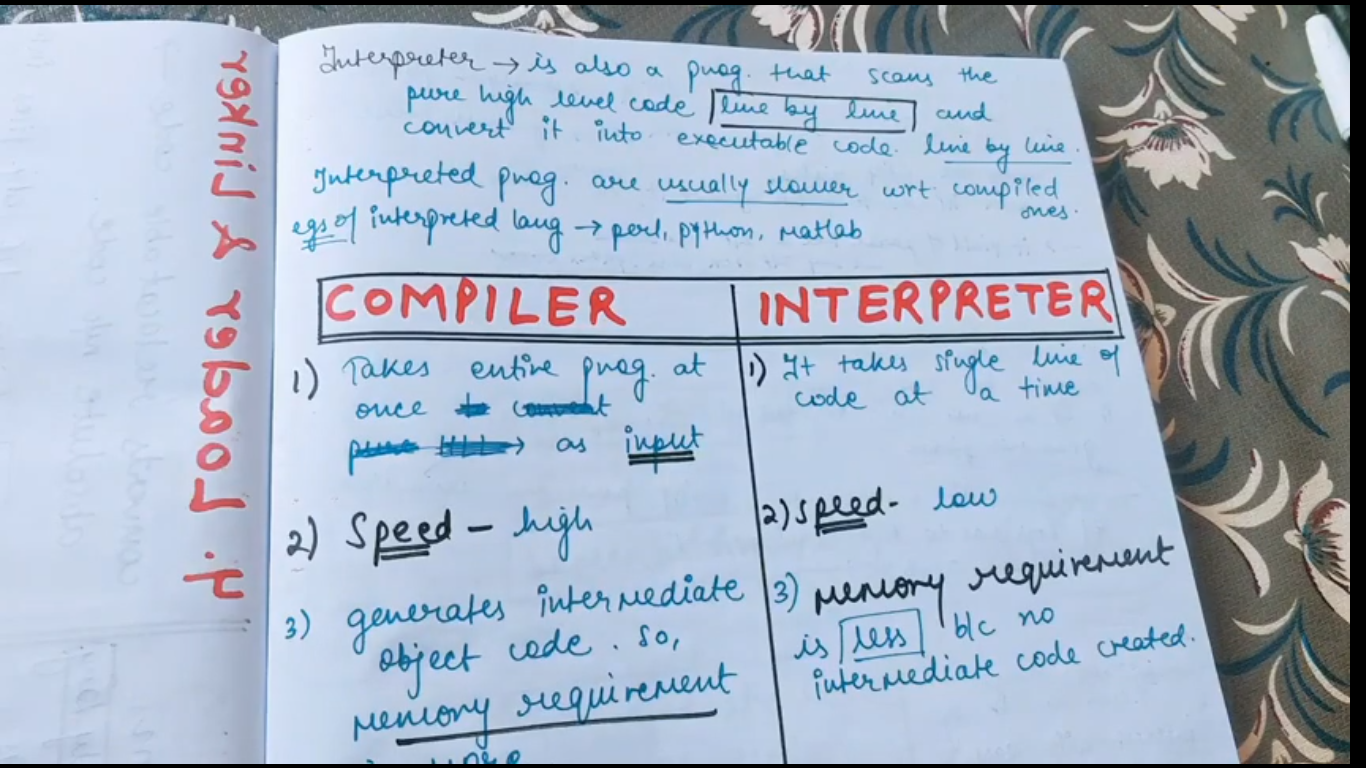 Interpreter → is also a prog. that scans the
pure high level code line by line and
convert it into executable code. line by line.
Interpreted prog. are usually slower wrt compiled
ones.
egs of interpreted lang → perl, python, Matlab
COMPILER
INTERPRETER
1) Takes entire prog. at
once
as input
2) Speed - high
3) generates intermediate
object code. So,
memory requirement
is more
1) It takes single line of
code at a time
2) Speed- low
3) Memory requirement
is less b/c no
intermediate code created.
4. Loader & Linker